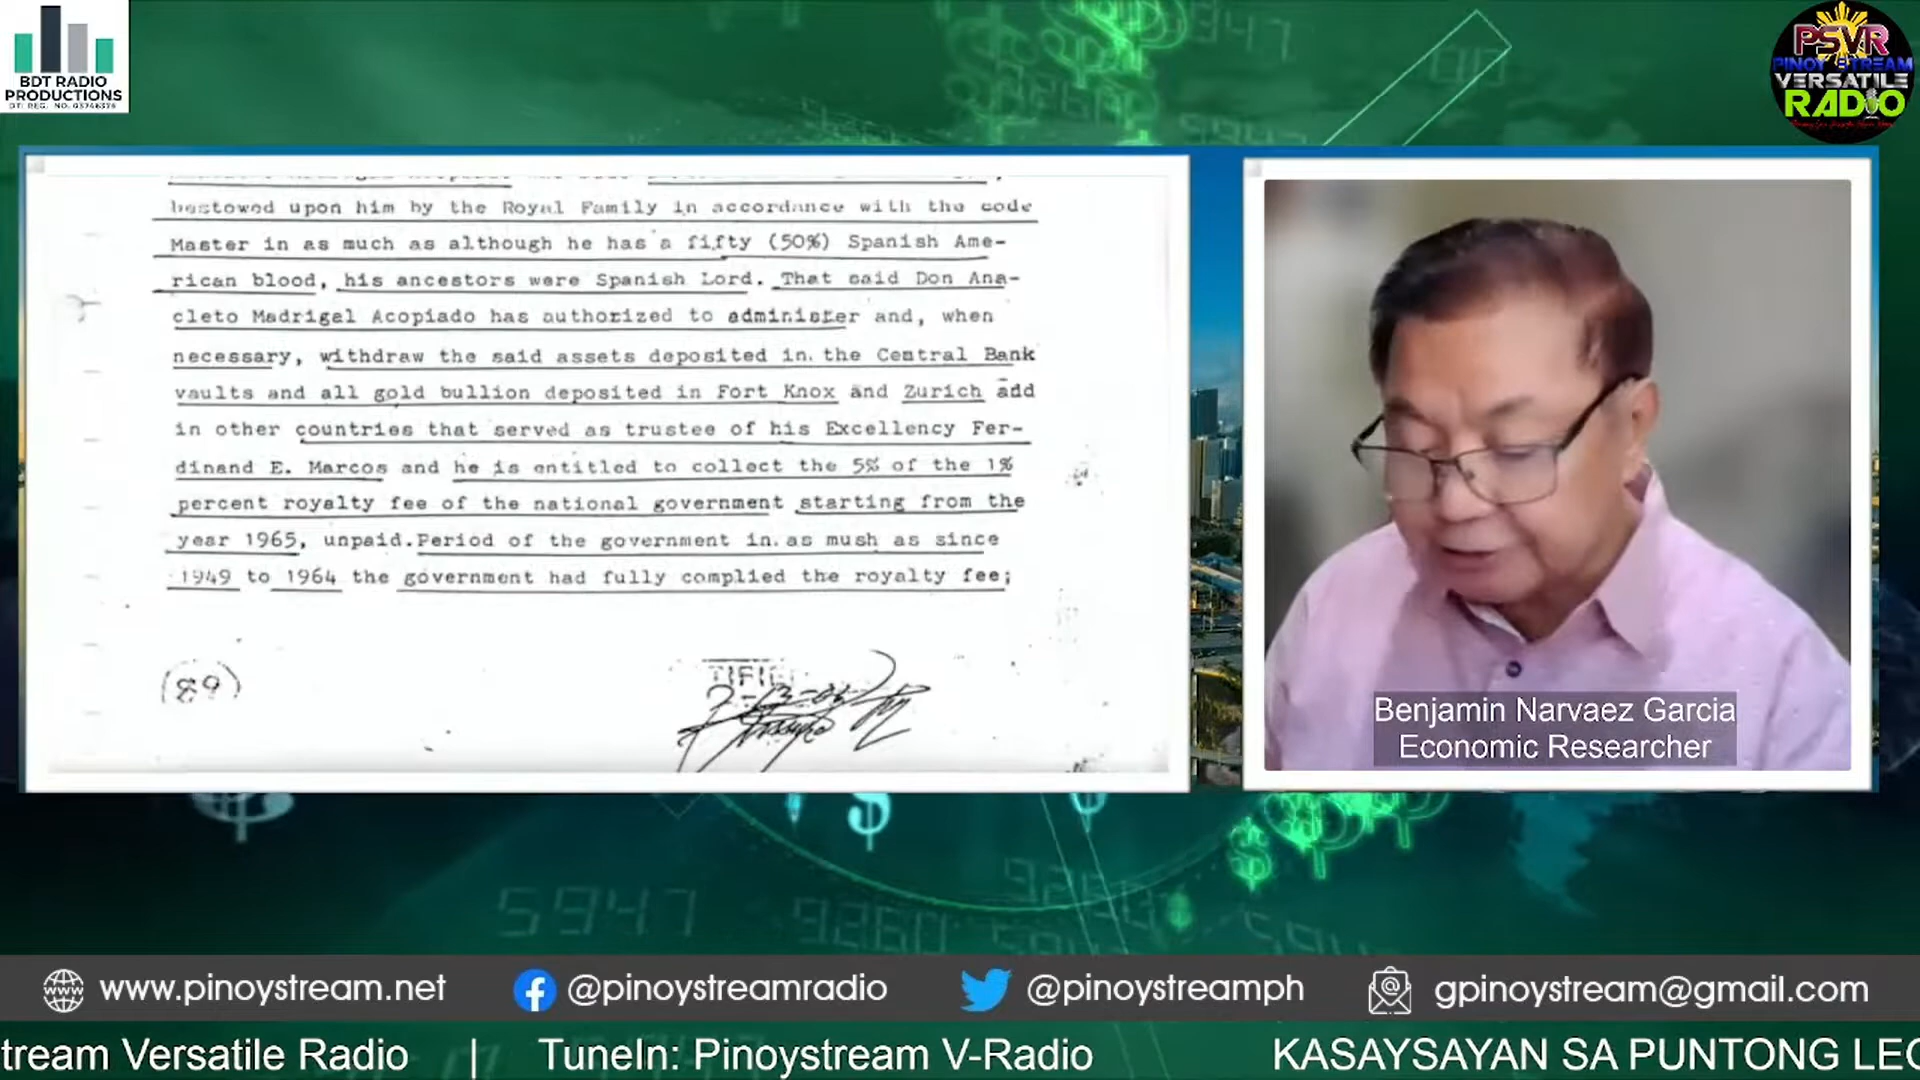 BDT RADIO
PRODUCTIONS
DTI REG. NO. 03746376
PSVR
PINOY STREAM
VERSATILE
RADIO
bestowed upon him by the Royal Family in accordance with the code
Master in as much as although he has a fifty (50%) Spanish Ame-
rican blood, his ancestors were Spanish Lord. That said Don Ana-
cleto Madrigal Acopiado has authorized to administer and, when
necessary, withdraw the said assets deposited in the Central Bank
vaults and all gold bullion deposited in Fort Knox and Zurich add
in other countries that served as trustee of his Excellency Fer-
dinand E. Marcos and he is entitled to collect the 5% of the 1%
percent royalty fee of the national government starting from the
year 1965, unpaid. Period of the government in as mush as since
1949 to 1964 the government had fully complied the royalty fee;
(89)
Benjamin Narvaez Garcia
Economic Researcher
5947
www.pinoystream.net
@pinoystreamradio
@pinoystreamph
gpinoystream@gmail.com
tream Versatile Radio | TuneIn: Pinoystream V-Radio KASAYSAYAN SA PUNTONG